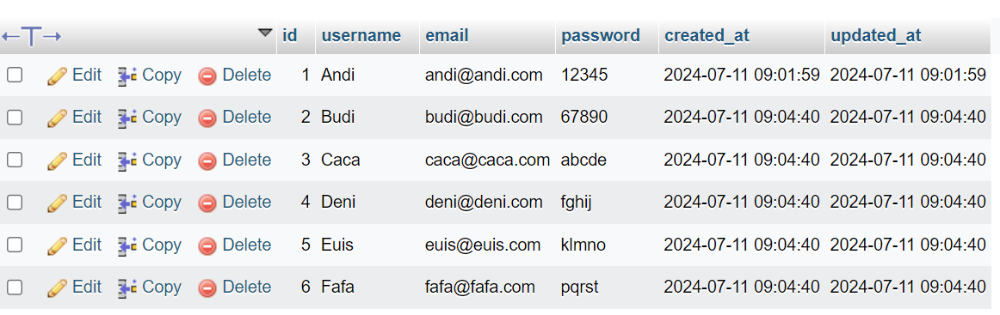 id username email password created_at updated_at
Edit Copy Delete 1 Andi andi@andi.com 12345 2024-07-11 09:01:59 2024-07-11 09:01:59
Edit Copy Delete 2 Budi budi@budi.com 67890 2024-07-11 09:04:40 2024-07-11 09:04:40
Edit Copy Delete 3 Caca caca@caca.com abcde 2024-07-11 09:04:40 2024-07-11 09:04:40
Edit Copy Delete 4 Deni deni@deni.com fghij 2024-07-11 09:04:40 2024-07-11 09:04:40
Edit Copy Delete 5 Euis euis@euis.com klmno 2024-07-11 09:04:40 2024-07-11 09:04:40
Edit Copy Delete 6 Fafa fafa@fafa.com pqrst 2024-07-11 09:04:40 2024-07-11 09:04:40